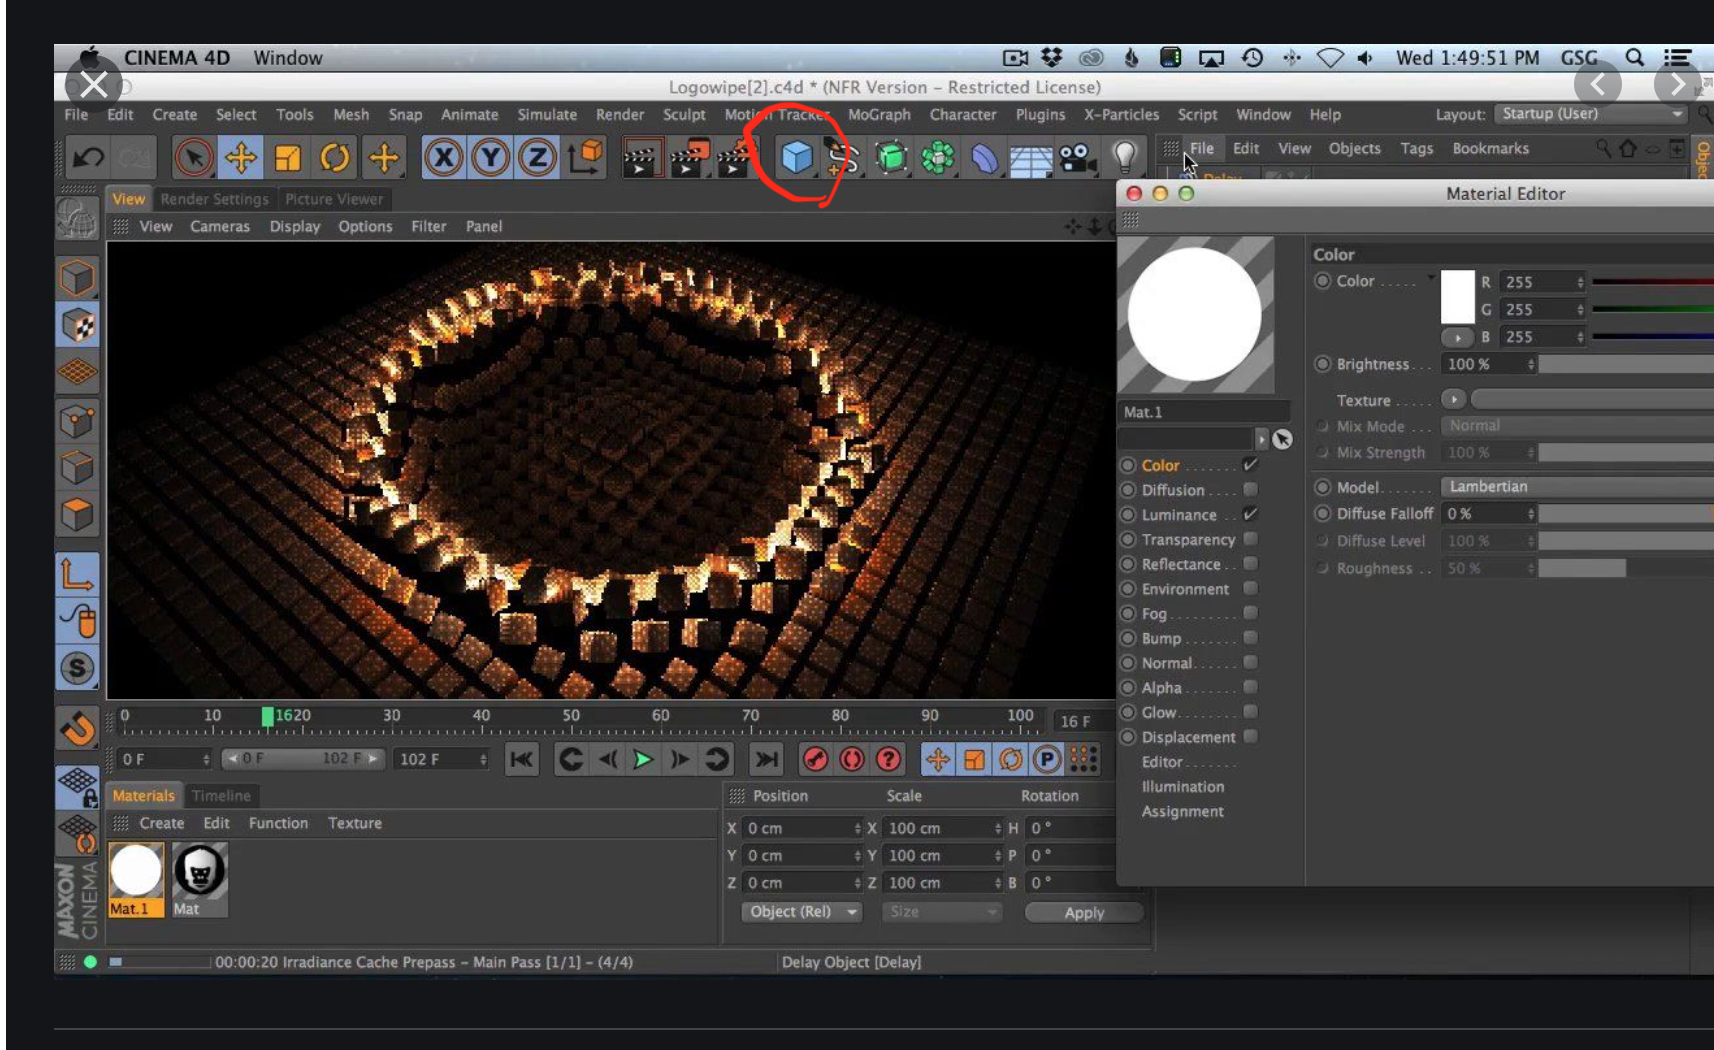 CINEMA 4D Window Wed 1:49:51 PM GSG
Logowipe[2].c4d * (NFR Version – Restricted License)
File Edit Create Select Tools Mesh Snap Animate Simulate Render Sculpt Motion Tracker MoGraph Character Plugins X-Particles Script Window Help Layout: Startup (User)
X Y Z
File Edit View Objects Tags Bookmarks
Delay
View Render Settings Picture Viewer
View Cameras Display Options Filter Panel
Material Editor
Color
Color ..... R 255
G 255
B 255
Brightness... 100 %
Texture .....
Mat.1
Mix Mode ... Normal
Mix Strength 100 %
Color ....... Model....... Lambertian
Diffusion .... Diffuse Falloff 0 %
Luminance .. Diffuse Level 100 %
Transparency Roughness .. 50 %
Reflectance ..
Environment
Fog.........
Bump.......
Normal.....
Alpha.......
Glow........
Displacement
Editor.......
Illumination
Assignment
S
0 10 1620 30 40 50 60 70 80 90 100 16 F
0 F 0 F 102 F 102 F ? P
Materials Timeline
Create Edit Function Texture
Mat.1 Mat
Position Scale Rotation
X 0 cm X 100 cm H 0 °
Y 0 cm Y 100 cm P 0 °
Z 0 cm Z 100 cm B 0 °
Object (Rel) Size Apply
MAXON
CINEMA
00:00:20 Irradiance Cache Prepass – Main Pass [1/1] – (4/4) Delay Object [Delay]